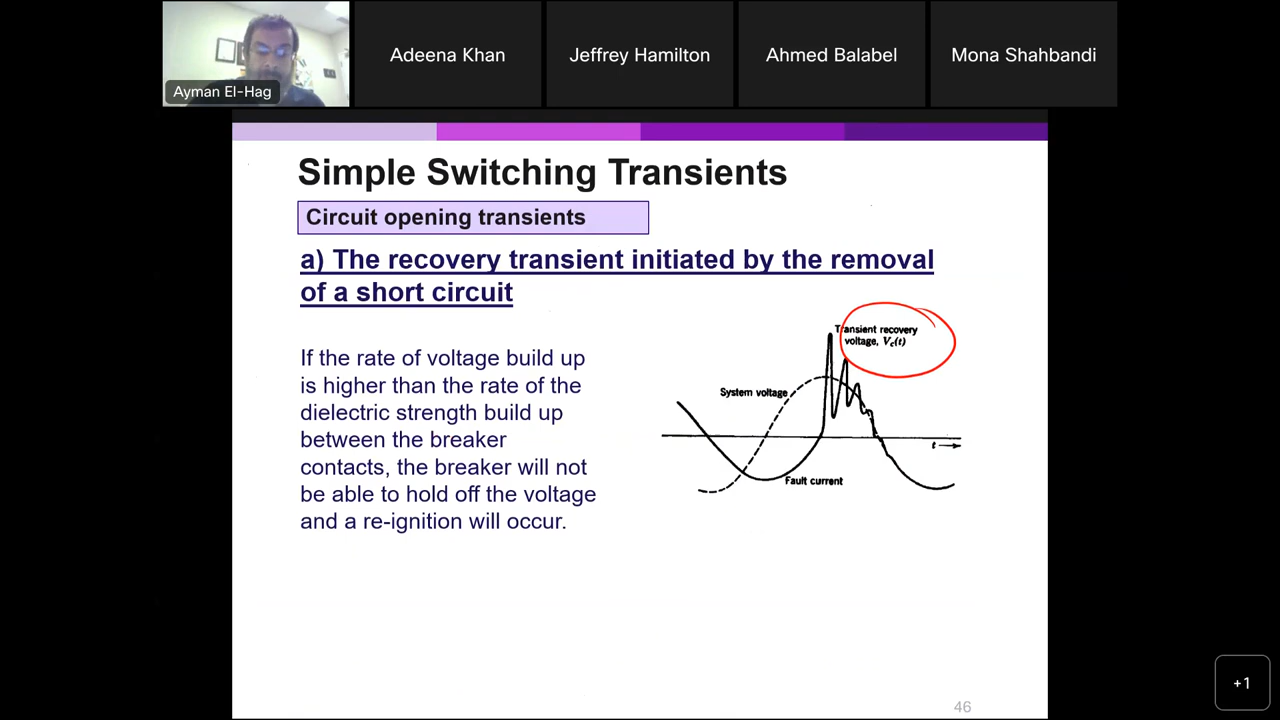 Ayman El-Hag
Adeena Khan
Jeffrey Hamilton
Ahmed Balabel
Mona Shahbandi
Simple Switching Transients
Circuit opening transients
a) The recovery transient initiated by the removal
of a short circuit
If the rate of voltage build up
is higher than the rate of the
dielectric strength build up
between the breaker
contacts, the breaker will not
be able to hold off the voltage
and a re-ignition will occur.
Transient recovery
voltage, Vc(t)
System voltage
t
Fault current
46
+1